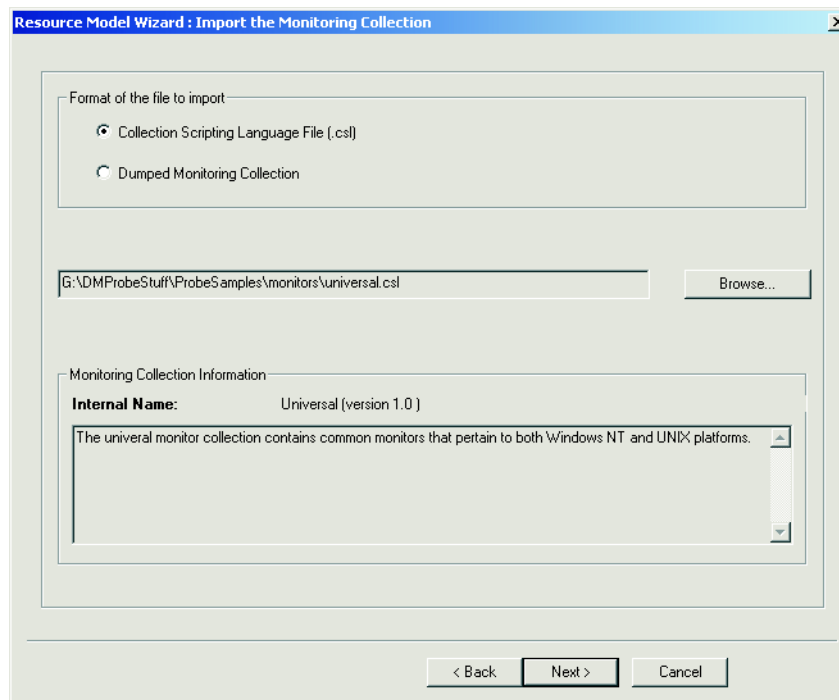 Resource Model Wizard : Import the Monitoring Collection
Format of the file to import
Collection Scripting Language File (.csl)
Dumped Monitoring Collection
G:\DMProbeStuff\ProbeSamples\monitors\universal.csl
Browse...
Monitoring Collection Information
Internal Name: Universal (version 1.0 )
The univeral monitor collection contains common monitors that pertain to both Windows NT and UNIX platforms.
< Back Next > Cancel